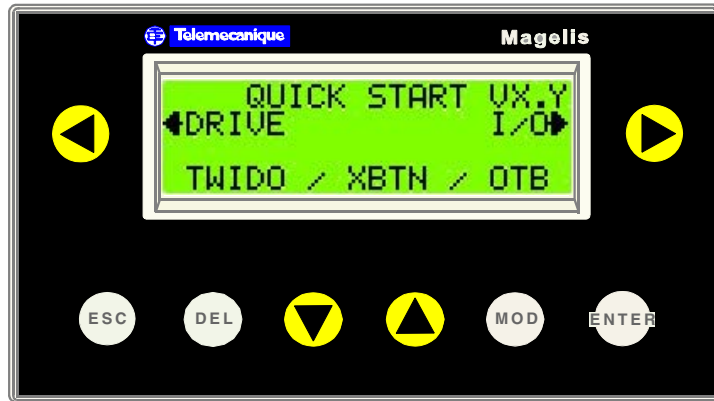 Telemecanique
Magelis
QUICK START VX.Y
DRIVE I/O
TWIDO / XBTN / OTB
ESC DEL MOD ENTER